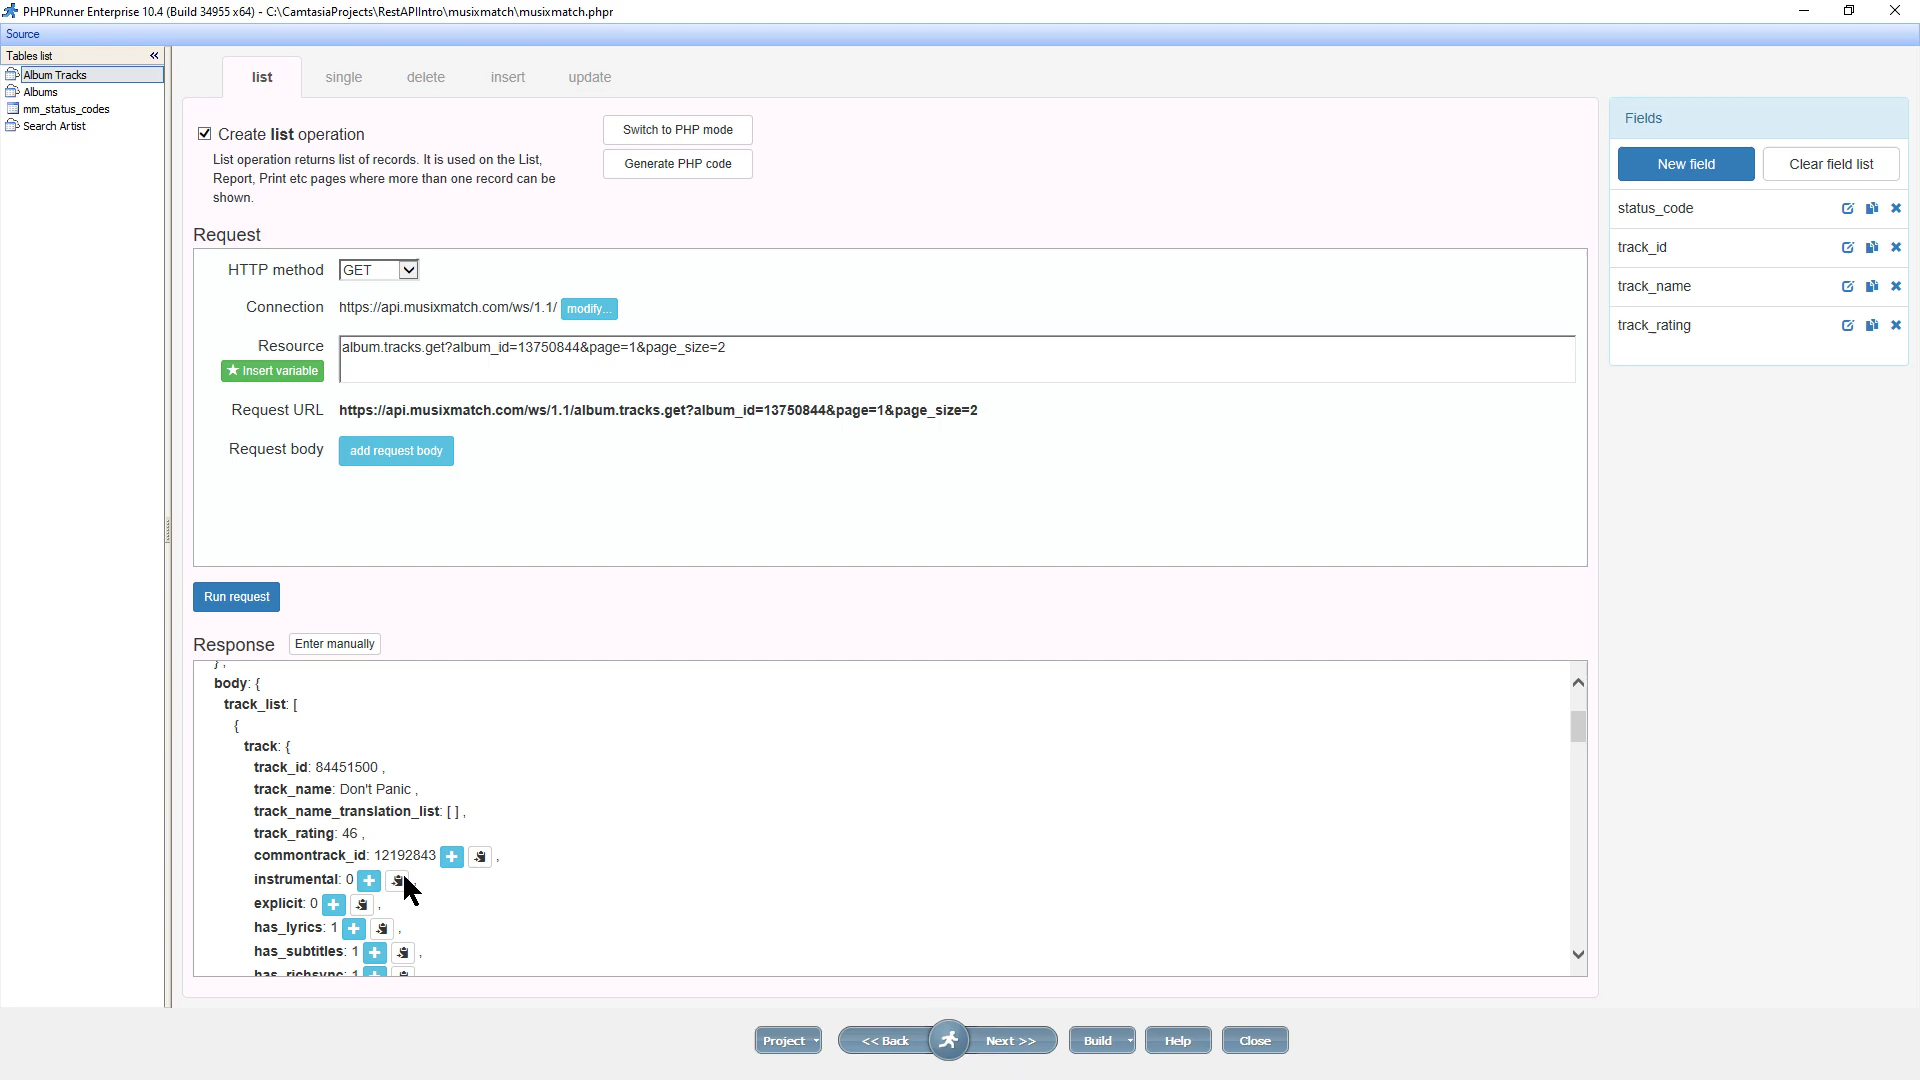 PHPRunner Enterprise 10.4 (Build 34955 x64) - C:\CamtasiaProjects\RestAPIIntro\musixmatch\musixmatch.phpr
Source
Tables list
Album Tracks
Albums
mm_status_codes
Search Artist
list single delete insert update
Create list operation
List operation returns list of records. It is used on the List,
Report, Print etc pages where more than one record can be
shown.
Switch to PHP mode
Generate PHP code
Request
HTTP method GET
Connection https://api.musixmatch.com/ws/1.1/ modify...
Resource album.tracks.get?album_id=13750844&page=1&page_size=2
Insert variable
Request URL https://api.musixmatch.com/ws/1.1/album.tracks.get?album_id=13750844&page=1&page_size=2
Request body add request body
Run request
Response Enter manually
},
body: {
track_list: [
{
track: {
track_id: 84451500 ,
track_name: Don't Panic ,
track_name_translation_list: [ ] ,
track_rating: 46 ,
commontrack_id: 12192843 ,
instrumental: 0 ,
explicit: 0 ,
has_lyrics: 1 ,
has_subtitles: 1 ,
has_richsync: 1
Fields
New field Clear field list
status_code
track_id
track_name
track_rating
Project << Back Next >> Build Help Close